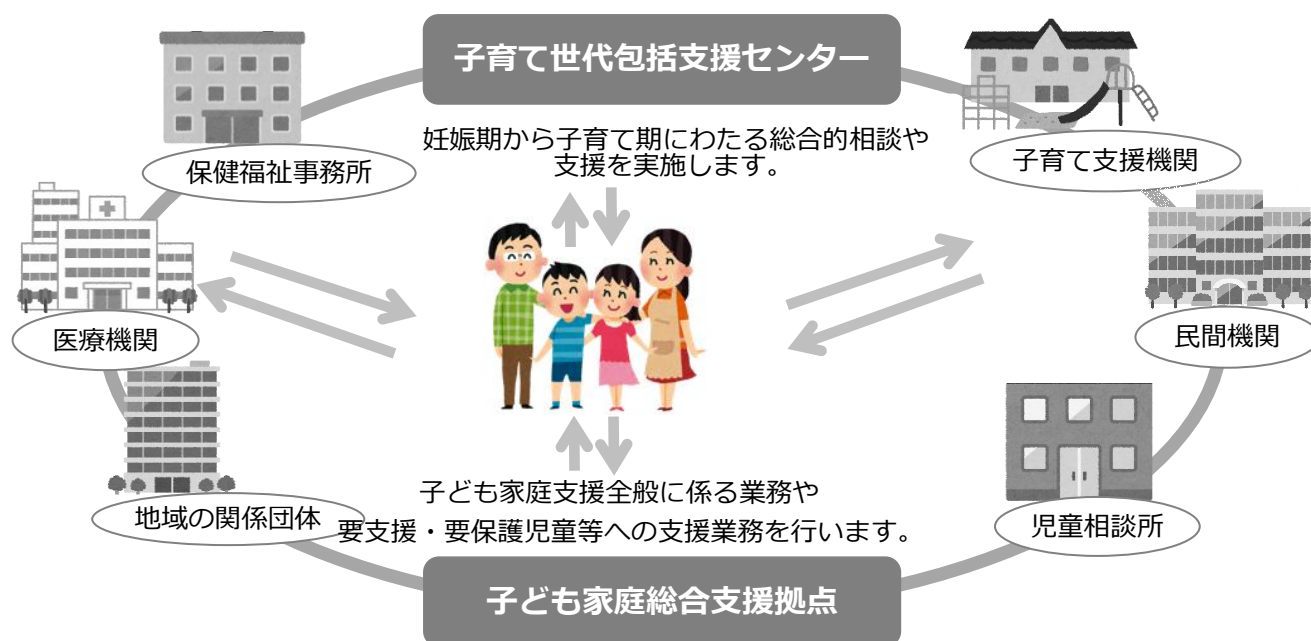 子育て世代包括支援センター
妊娠期から子育て期にわたる総合的相談や
支援を実施します。
保健福祉事務所
子育て支援機関
医療機関
民間機関
地域の関係団体
児童相談所
子ども家庭支援全般に係る業務や
要支援・要保護児童等への支援業務を行います。
子ども家庭総合支援拠点